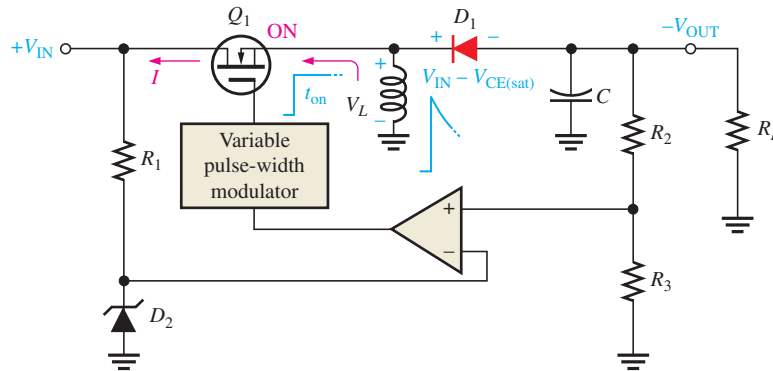 Q1
D1
+VIN
I
ON
+
−
−VOUT
ton
+
VL
−
VIN − VCE(sat)
C
R1
Variable
pulse-width
modulator
R2
+
−
R3
D2